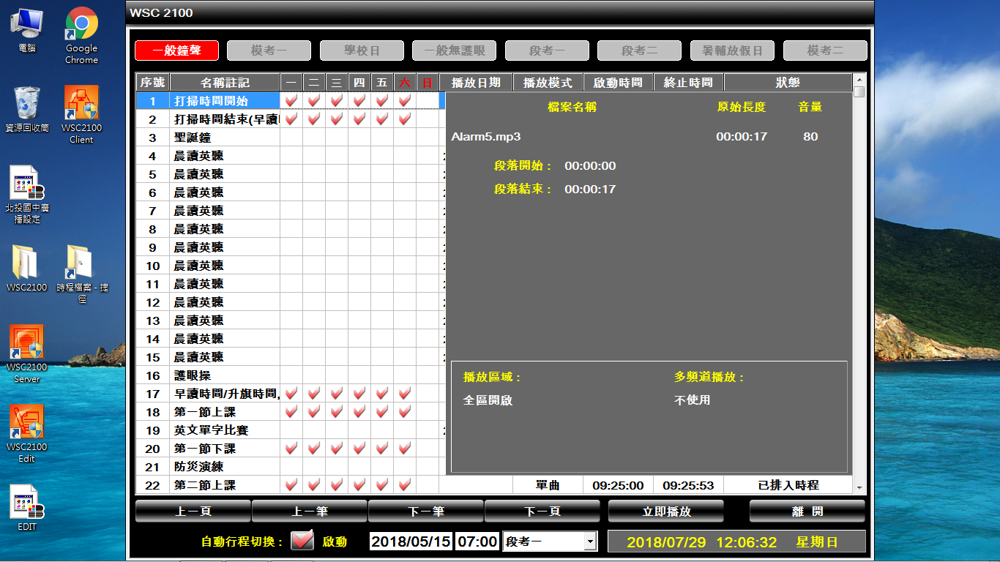 電腦
Google Chrome
資源回收筒
WSC2100 Client
北投國中廣播設定
WSC2100
時程檔案 - 捷徑
WSC2100 Server
WSC2100 Edit
EDIT
WSC 2100
一般鐘聲 模考一 學校日 一般無護眼 段考一 段考二 暑輔放假日 模考二
序號 名稱註記 一 二 三 四 五 六 日 播放日期 播放模式 啟動時間 終止時間 狀態
1 打掃時間開始
2 打掃時間結束(早讀
3 聖誕鐘
4 晨讀英聽
5 晨讀英聽
6 晨讀英聽
7 晨讀英聽
8 晨讀英聽
9 晨讀英聽
10 晨讀英聽
11 晨讀英聽
12 晨讀英聽
13 晨讀英聽
14 晨讀英聽
15 晨讀英聽
16 護眼操
17 早讀時間/升旗時間,
18 第一節上課
19 英文單字比賽
20 第一節下課
21 防災演練
22 第二節上課 單曲 09:25:00 09:25:53 已排入時程
檔案名稱 原始長度 音量
Alarm5.mp3 00:00:17 80
段落開始： 00:00:00
段落結束： 00:00:17
播放區域： 多頻道播放：
全區開啟 不使用
上一頁 上一筆 下一筆 下一頁 立即播放 離 開
自動行程切換： 啟動 2018/05/15 07:00 段考一 2018/07/29 12:06:32 星期日